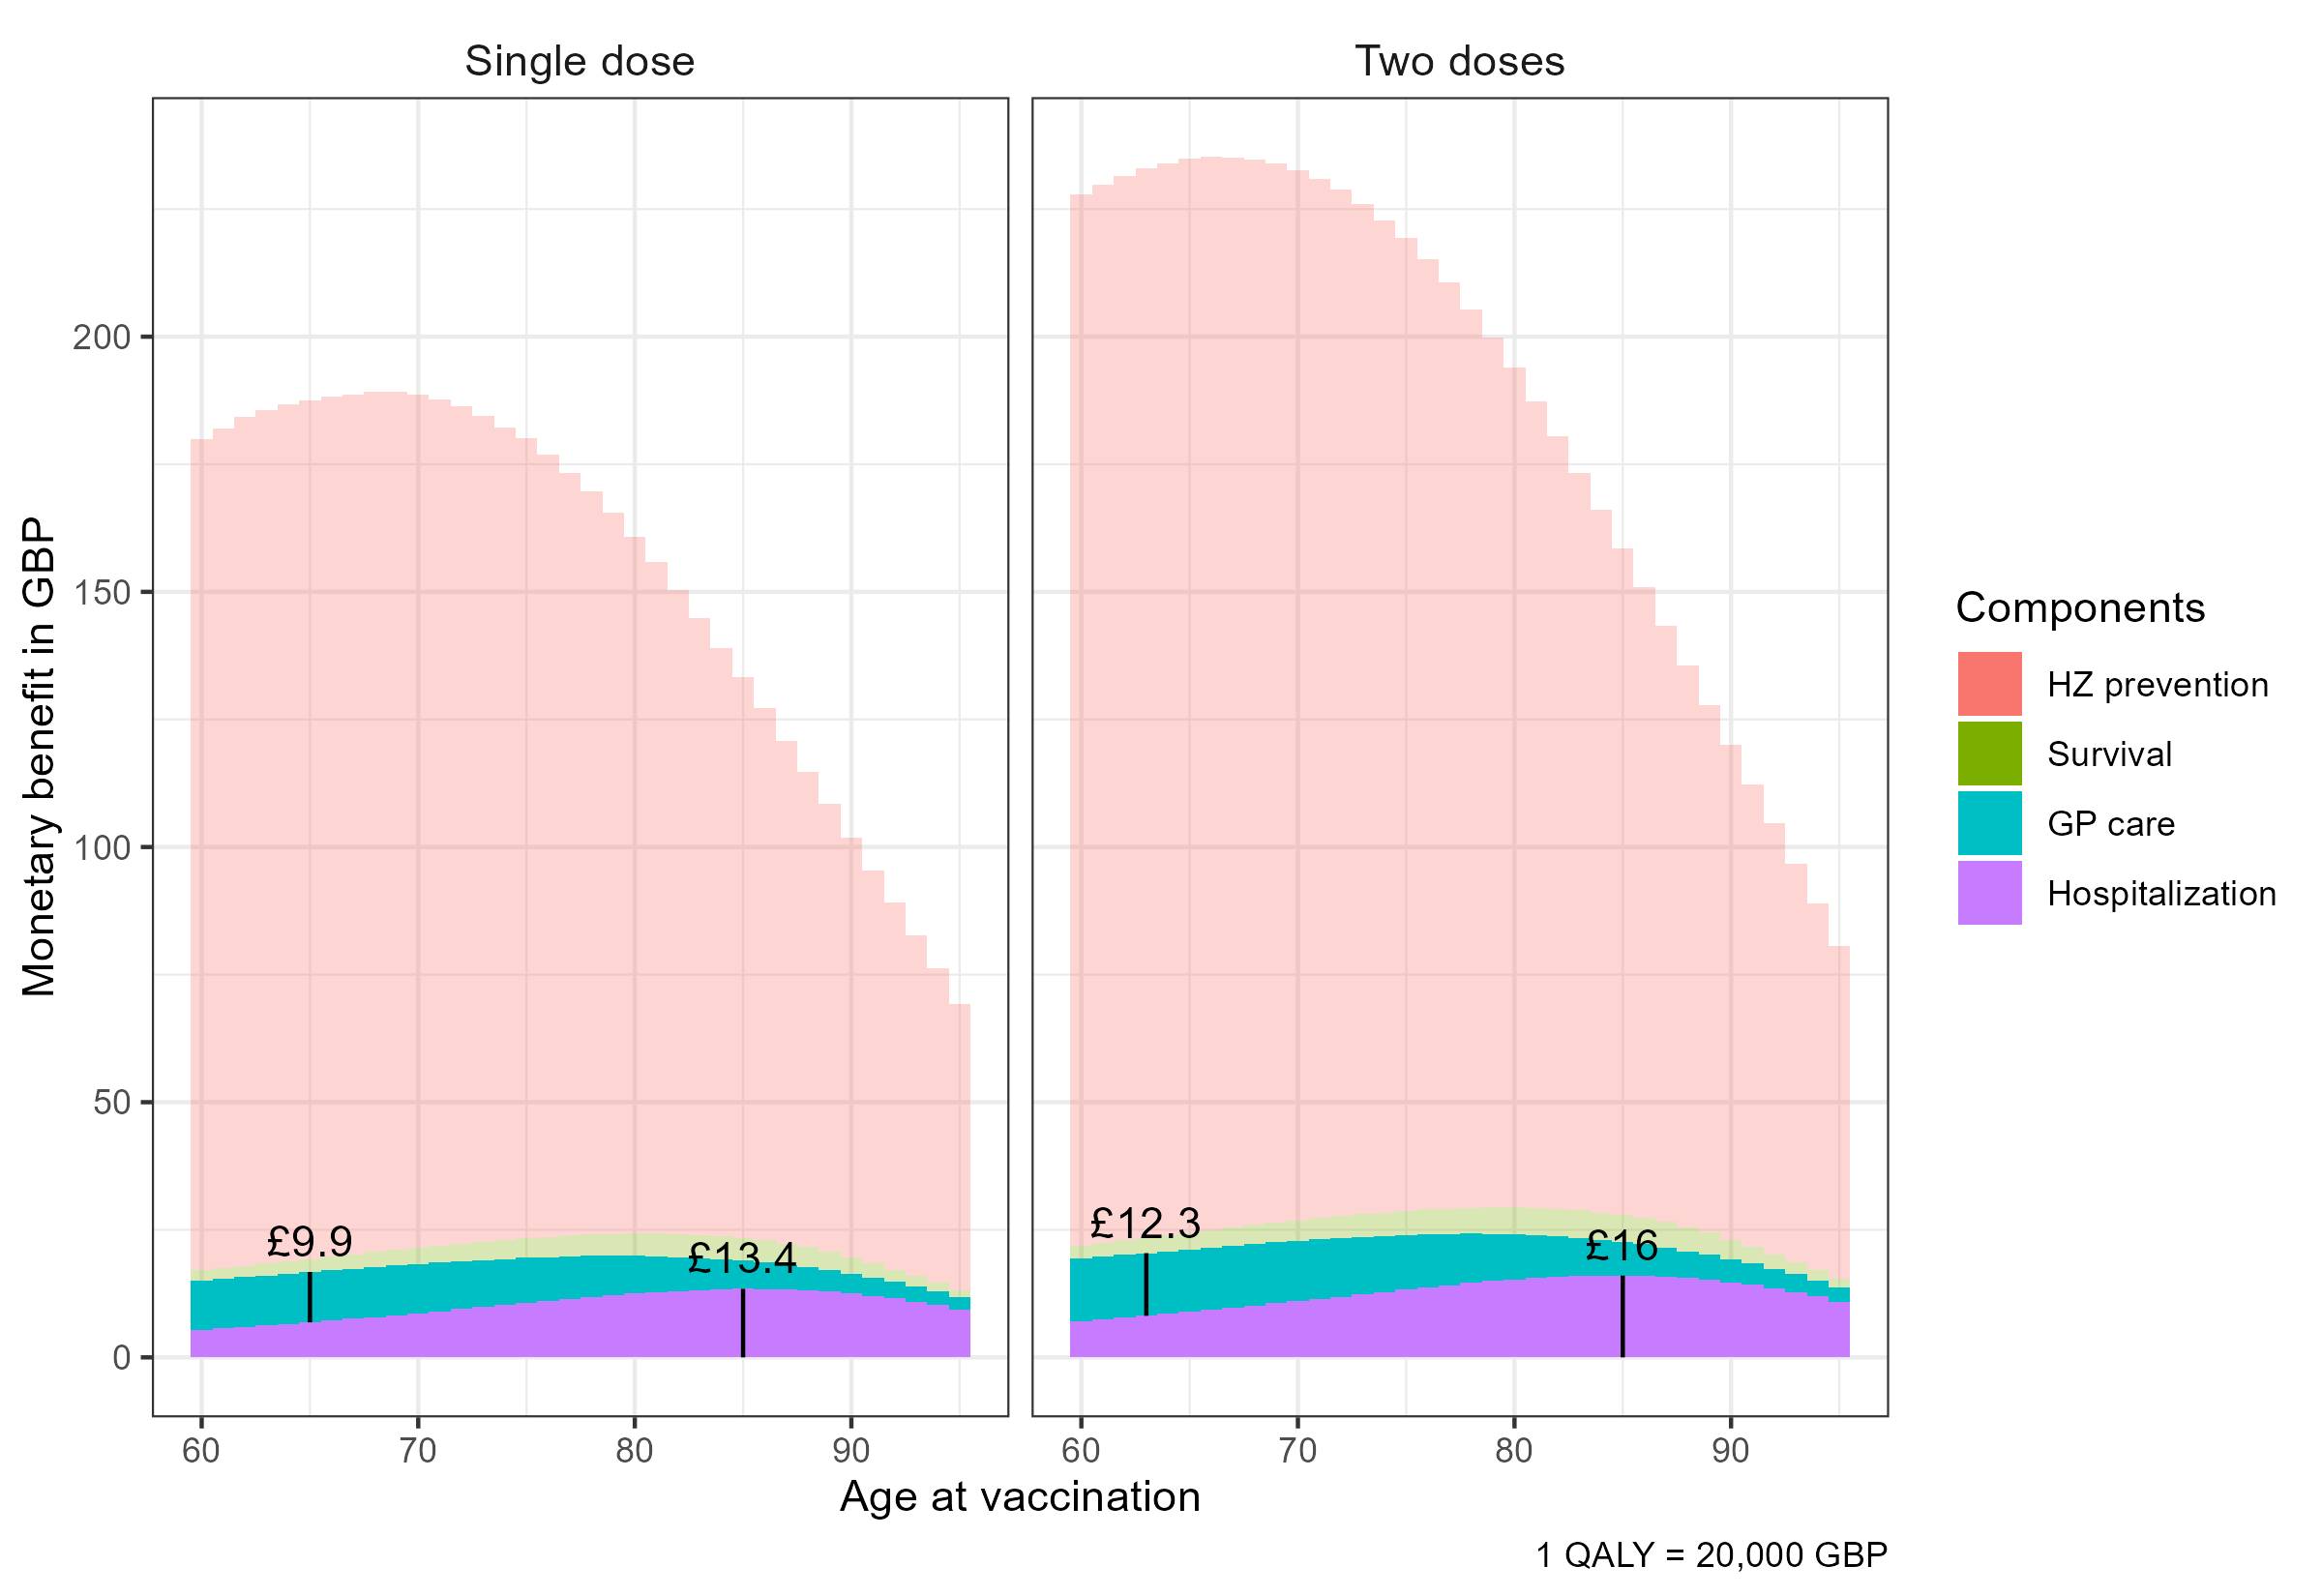 Single dose
Two doses
Monetary benefit in GBP
200
150
100
50
0
£9.9
£13.4
£12.3
£16
60
70
80
90
60
70
80
90
Age at vaccination
1 QALY = 20,000 GBP
Components
HZ prevention
Survival
GP care
Hospitalization